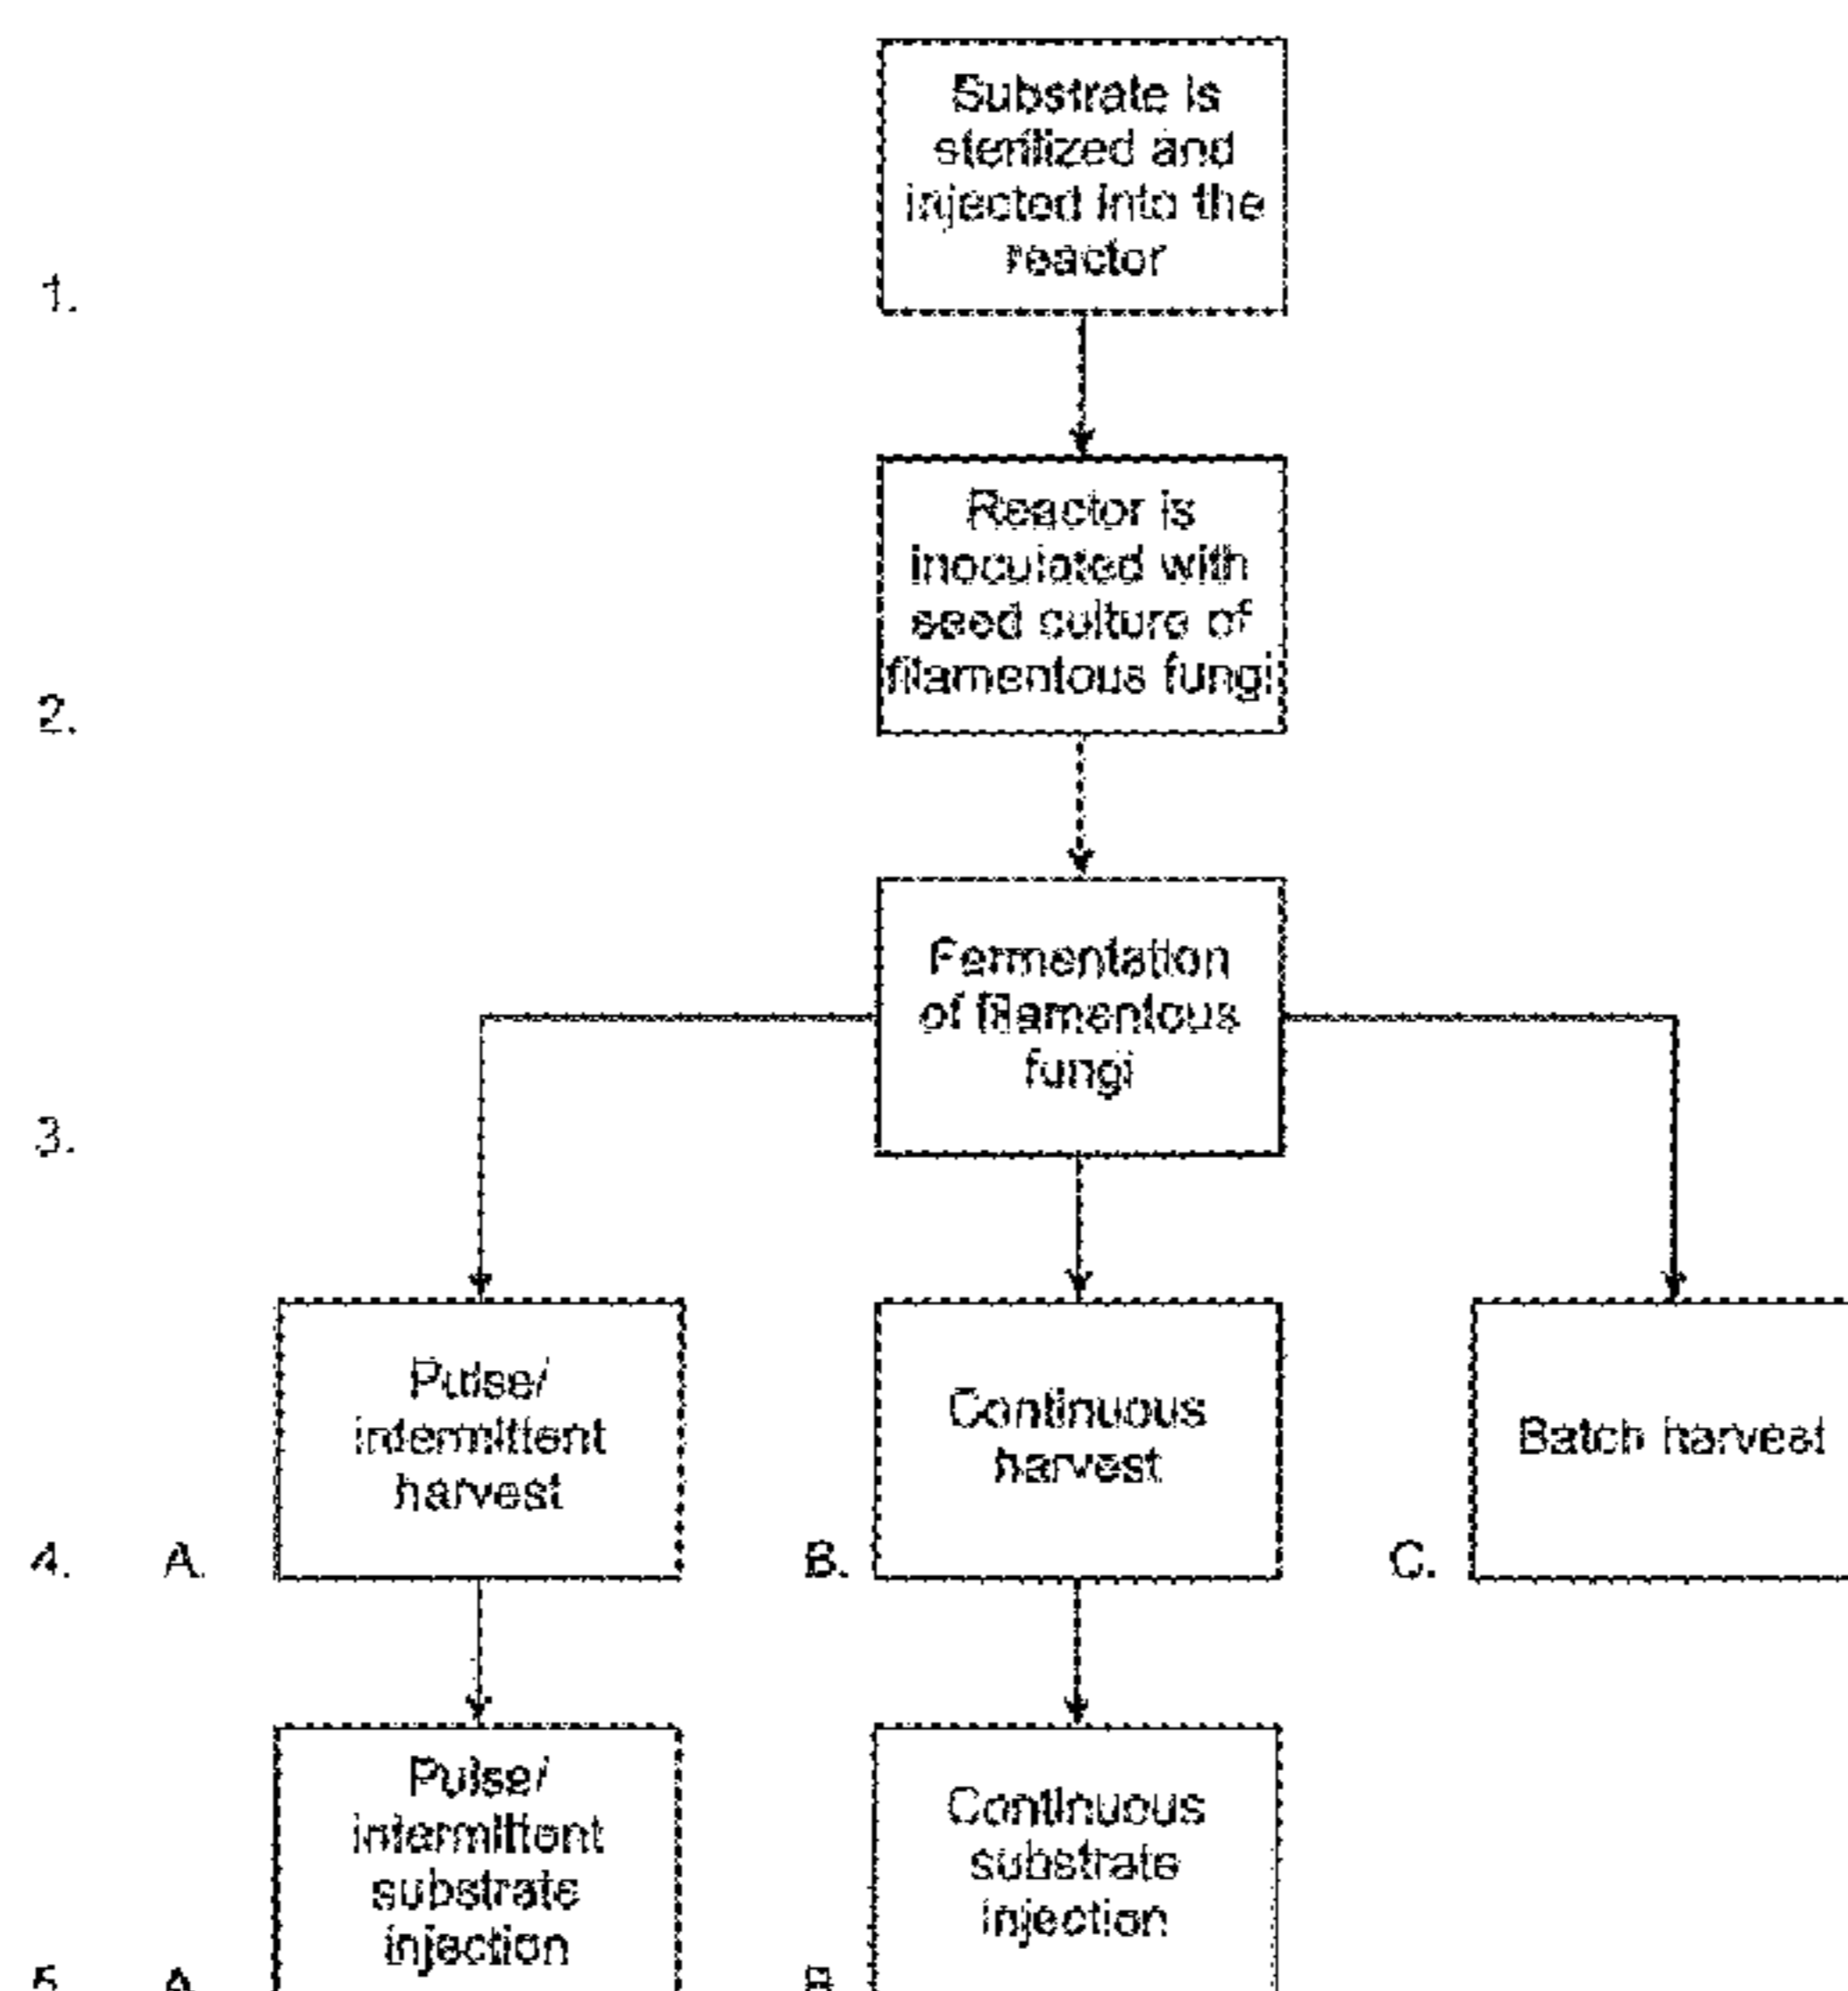 Substrate is
sterilized and
injected into the
reactor
1.
Reactor is
inoculated with
seed culture of
filamentous fungi
2.
Fermentation
of filamentous
fungi
3.
Pulse/
intermittent
harvest
Continuous
harvest
Batch harvest
4.
A.
B.
C.
Pulse/
intermittent
substrate
injection
Continuous
substrate
injection
5
A
B